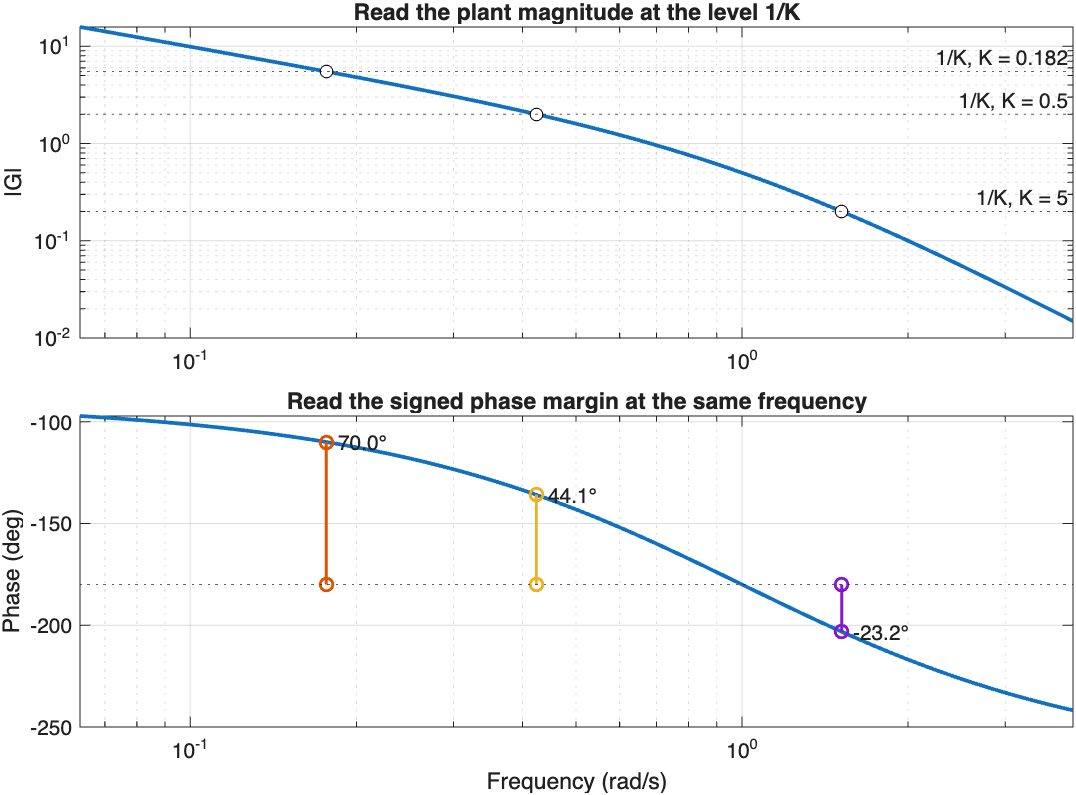 Read the plant magnitude at the level 1/K
10¹
10⁰
10⁻¹
10⁻²
|G|
1/K, K = 0.182
1/K, K = 0.5
1/K, K = 5
10⁻¹
10⁰
Read the signed phase margin at the same frequency
-100
-150
-200
-250
Phase (deg)
70.0°
44.1°
-23.2°
10⁻¹
10⁰
Frequency (rad/s)